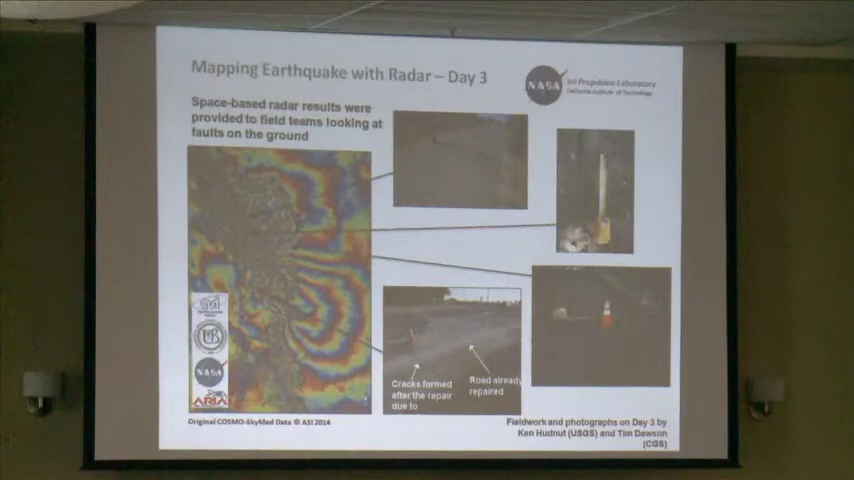 Mapping Earthquake with Radar – Day 3
NASA
Jet Propulsion Laboratory
California Institute of Technology
Space-based radar results were
provided to field teams looking at
faults on the ground
NASA
ARIA
Cracks formed
after the repair
due to
Road already
repaired
Original COSMO-SkyMed Data © ASI 2014
Fieldwork and photographs on Day 3 by
Ken Hudnut (USGS) and Tim Dawson
(CGS)